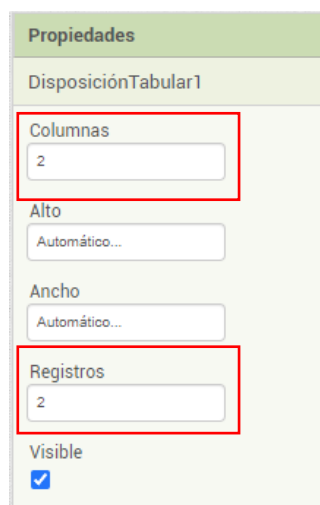 Propiedades
DisposiciónTabular1
Columnas
2
Alto
Automático...
Ancho
Automático...
Registros
2
Visible